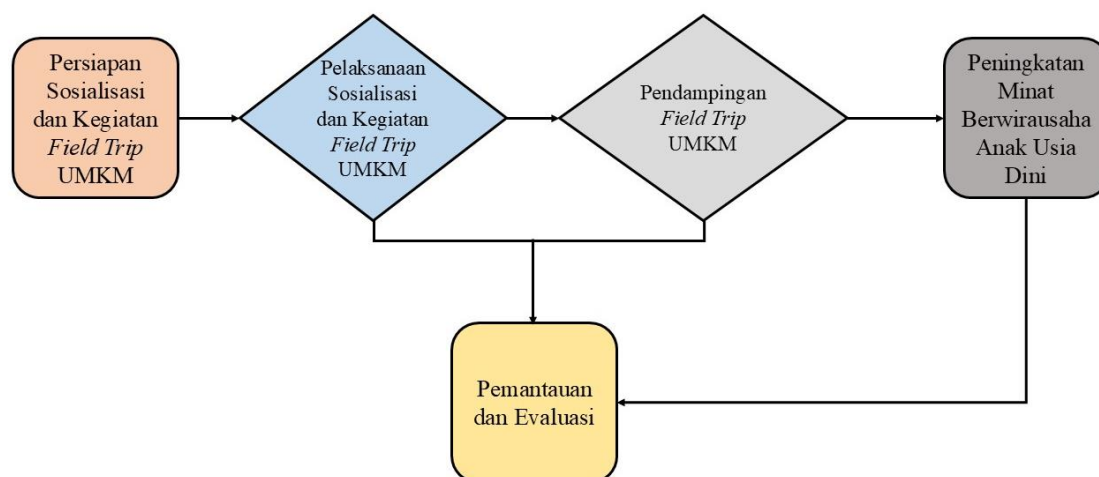 Persiapan
Sosialisasi
dan Kegiatan
Field Trip
UMKM
Pelaksanaan
Sosialisasi
dan Kegiatan
Field Trip
UMKM
Pendampingan
Field Trip
UMKM
Peningkatan
Minat
Berwirausaha
Anak Usia
Dini
Pemantauan
dan Evaluasi